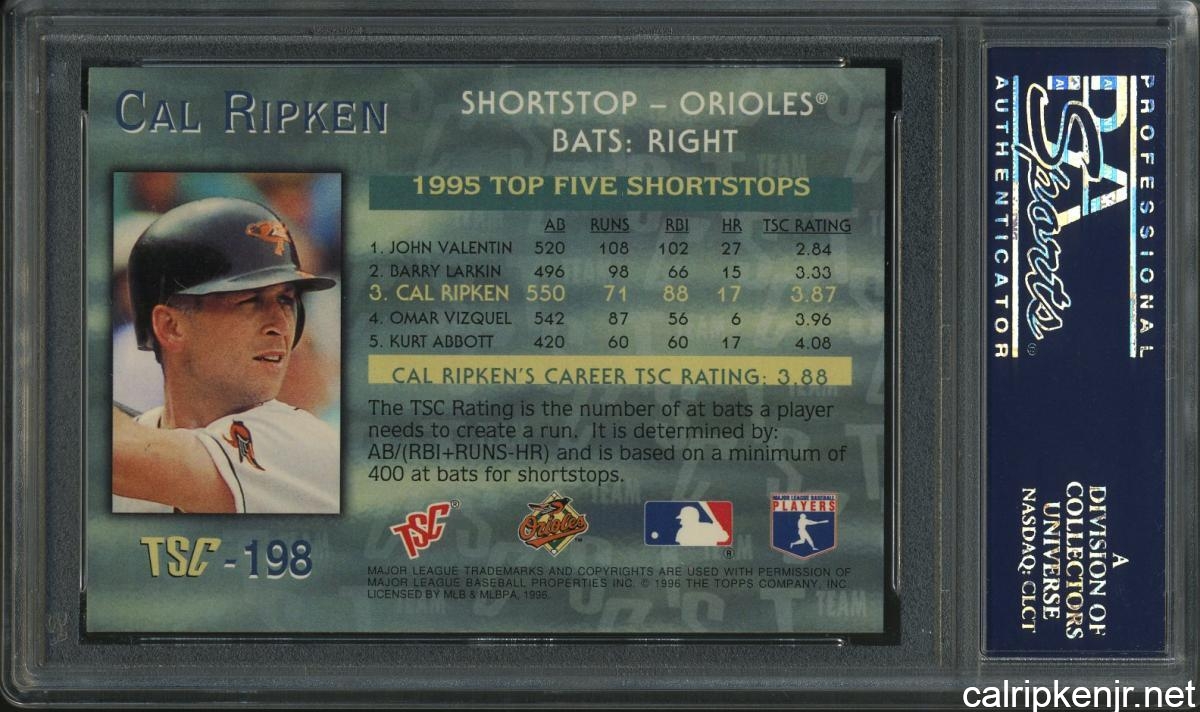 CAL RIPKEN
SHORTSTOP – ORIOLES®
BATS: RIGHT
1995 TOP FIVE SHORTSTOPS
AB RUNS RBI HR TSC RATING
1. JOHN VALENTIN 520 108 102 27 2.84
2. BARRY LARKIN 496 98 66 15 3.33
3. CAL RIPKEN 550 71 88 17 3.87
4. OMAR VIZQUEL 542 87 56 6 3.96
5. KURT ABBOTT 420 60 60 17 4.08
CAL RIPKEN'S CAREER TSC RATING: 3.88
The TSC Rating is the number of at bats a player
needs to create a run. It is determined by:
AB/(RBI+RUNS-HR) and is based on a minimum of
400 at bats for shortstops.
TSC®
Orioles
MAJOR LEAGUE BASEBALL
PLAYERS
TSC - 198
MAJOR LEAGUE TRADEMARKS AND COPYRIGHTS ARE USED WITH PERMISSION OF
MAJOR LEAGUE BASEBALL PROPERTIES INC. © 1996 THE TOPPS COMPANY, INC
LICENSED BY MLB & MLBPA, 1996.
TEAM
TEAM
TEAM
PROFESSIONAL
PSA
Sports®
AUTHENTICATOR
A
DIVISION OF
COLLECTORS
UNIVERSE
NASDAQ: CLCT
calripkenjr.net